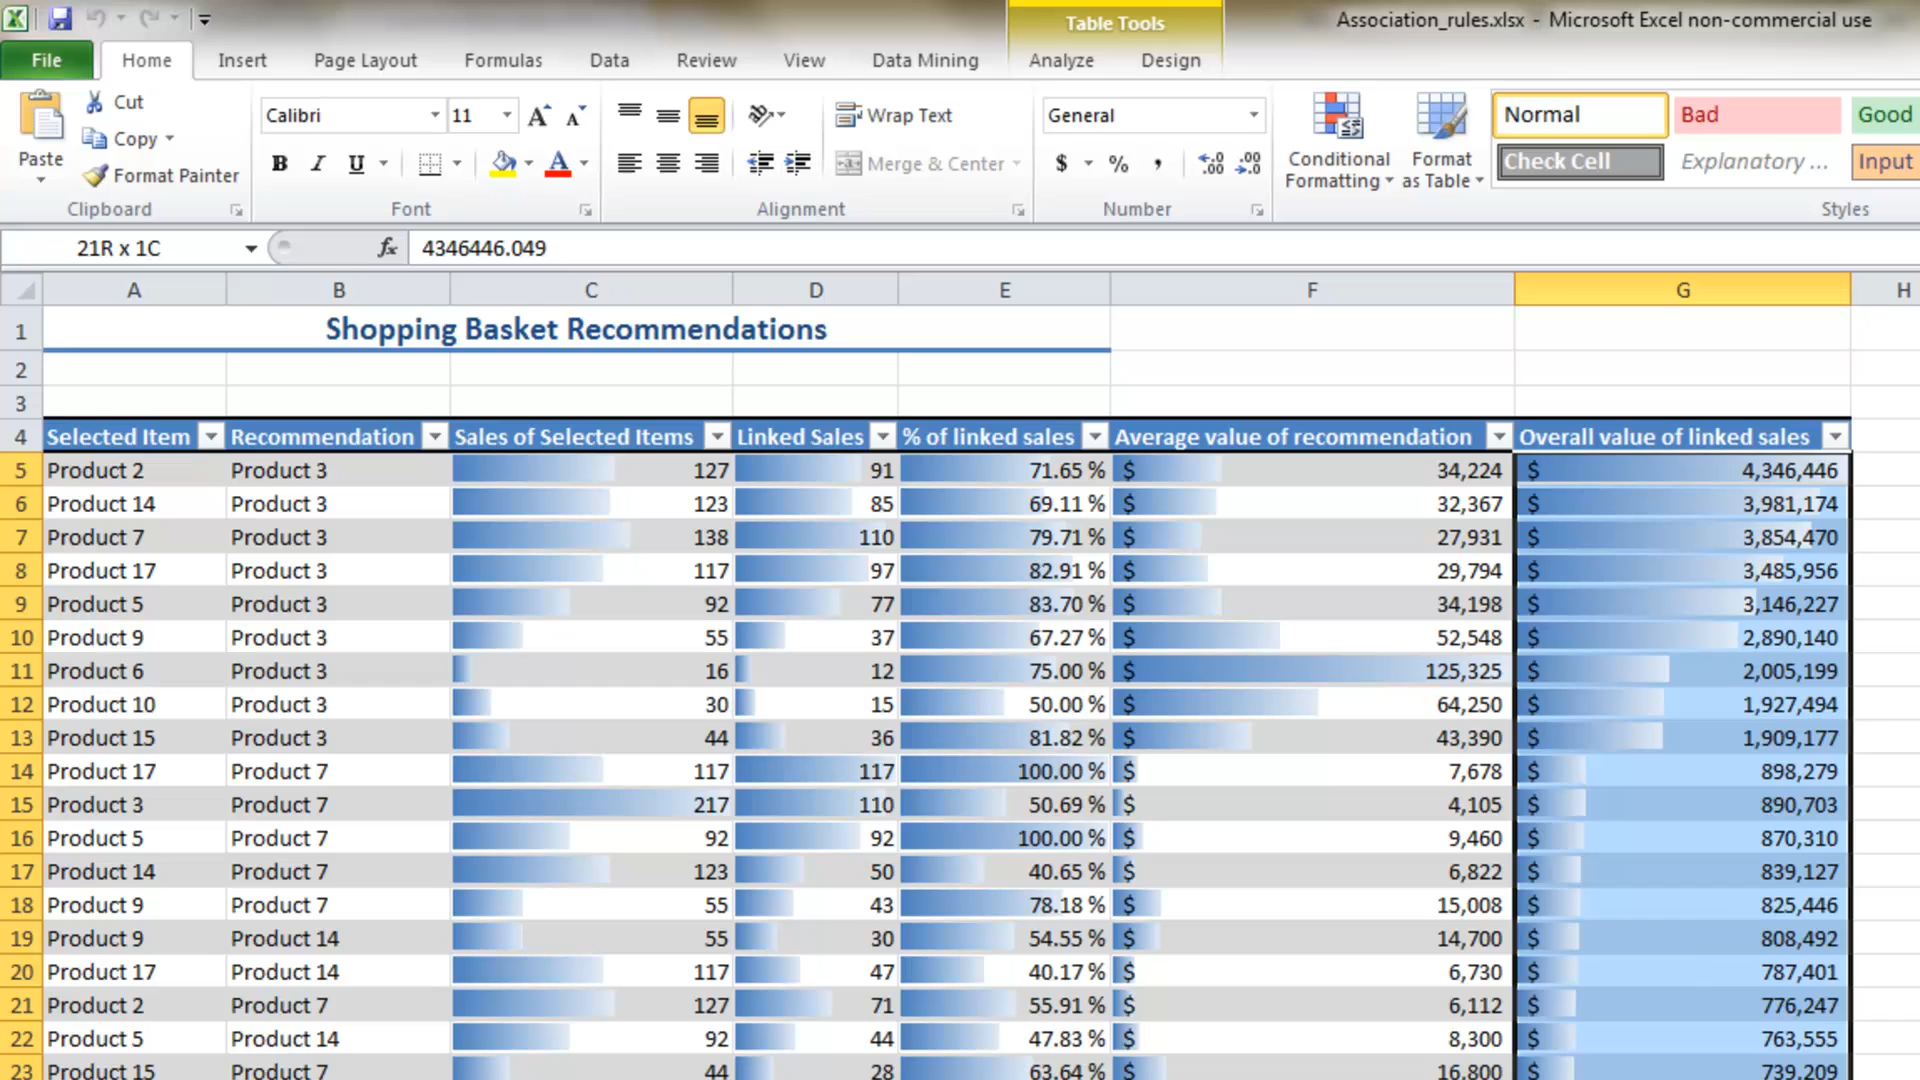 Table Tools
Association_rules.xlsx - Microsoft Excel non-commercial use
File Home Insert Page Layout Formulas Data Review View Data Mining Analyze Design
Paste
Cut
Copy
Format Painter
Clipboard
Calibri 11
B I U
Font
Wrap Text
Merge & Center
Alignment
General
$ % ,
Number
Conditional Formatting
Format as Table
Normal Bad Good
Check Cell Explanatory ... Input
Styles
21R x 1C fx 4346446.049
A B C D E F G H
1 Shopping Basket Recommendations
2
3
4 Selected Item Recommendation Sales of Selected Items Linked Sales % of linked sales Average value of recommendation Overall value of linked sales
5 Product 2 Product 3 127 91 71.65 % $ 34,224 $ 4,346,446
6 Product 14 Product 3 123 85 69.11 % $ 32,367 $ 3,981,174
7 Product 7 Product 3 138 110 79.71 % $ 27,931 $ 3,854,470
8 Product 17 Product 3 117 97 82.91 % $ 29,794 $ 3,485,956
9 Product 5 Product 3 92 77 83.70 % $ 34,198 $ 3,146,227
10 Product 9 Product 3 55 37 67.27 % $ 52,548 $ 2,890,140
11 Product 6 Product 3 16 12 75.00 % $ 125,325 $ 2,005,199
12 Product 10 Product 3 30 15 50.00 % $ 64,250 $ 1,927,494
13 Product 15 Product 3 44 36 81.82 % $ 43,390 $ 1,909,177
14 Product 17 Product 7 117 117 100.00 % $ 7,678 $ 898,279
15 Product 3 Product 7 217 110 50.69 % $ 4,105 $ 890,703
16 Product 5 Product 7 92 92 100.00 % $ 9,460 $ 870,310
17 Product 14 Product 7 123 50 40.65 % $ 6,822 $ 839,127
18 Product 9 Product 7 55 43 78.18 % $ 15,008 $ 825,446
19 Product 9 Product 14 55 30 54.55 % $ 14,700 $ 808,492
20 Product 17 Product 14 117 47 40.17 % $ 6,730 $ 787,401
21 Product 2 Product 7 127 71 55.91 % $ 6,112 $ 776,247
22 Product 5 Product 14 92 44 47.83 % $ 8,300 $ 763,555
23 Product 15 Product 7 44 28 63.64 % $ 16,800 $ 739,209